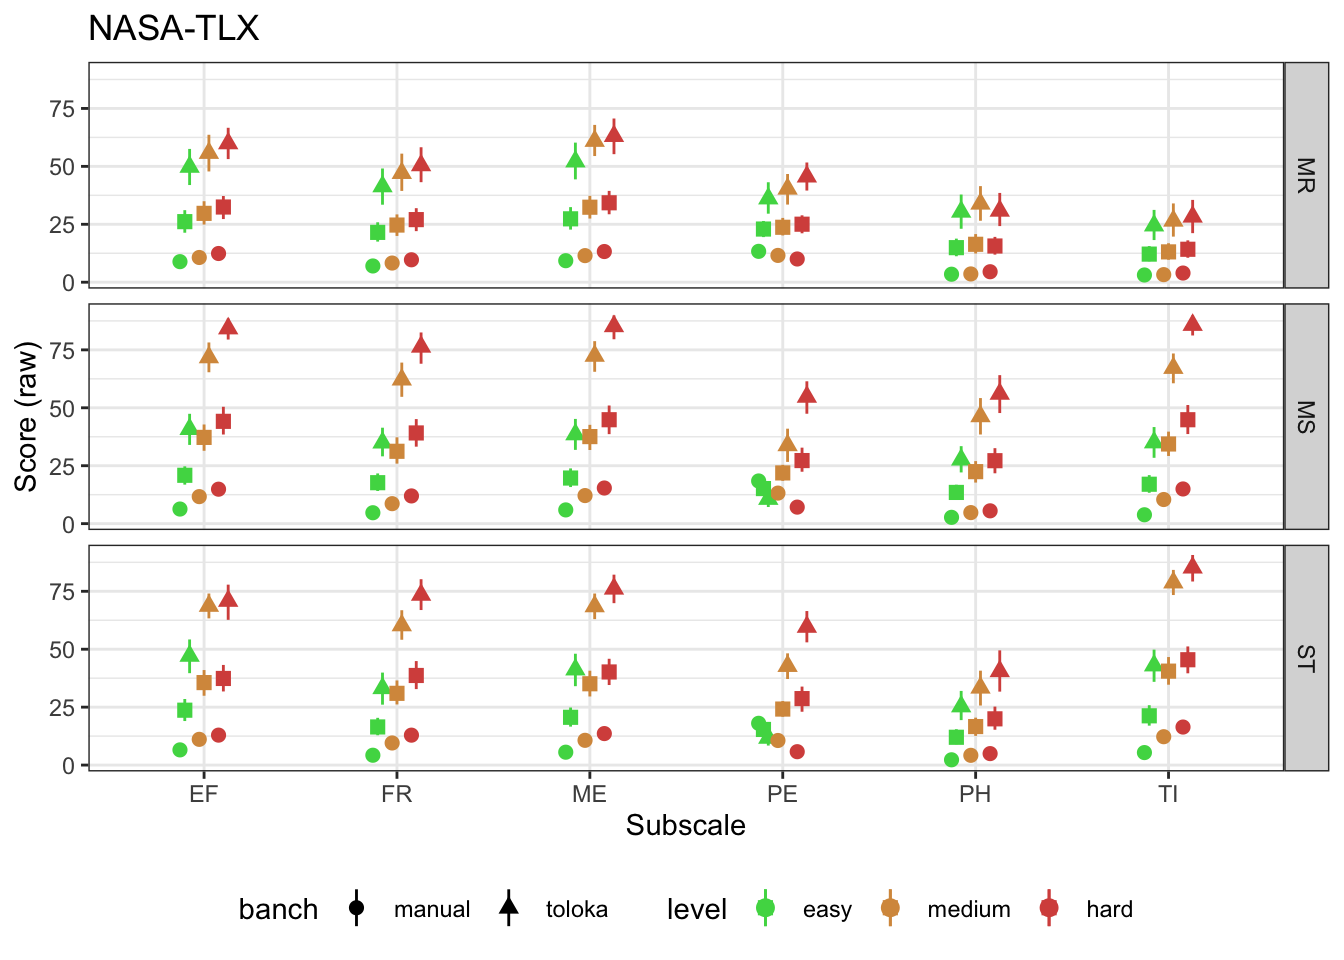 NASA-TLX
75
50
25
0
MR
75
50
25
0
MS
75
50
25
0
ST
Score (raw)
EF FR ME PE PH TI
Subscale
banch manual toloka level easy medium hard